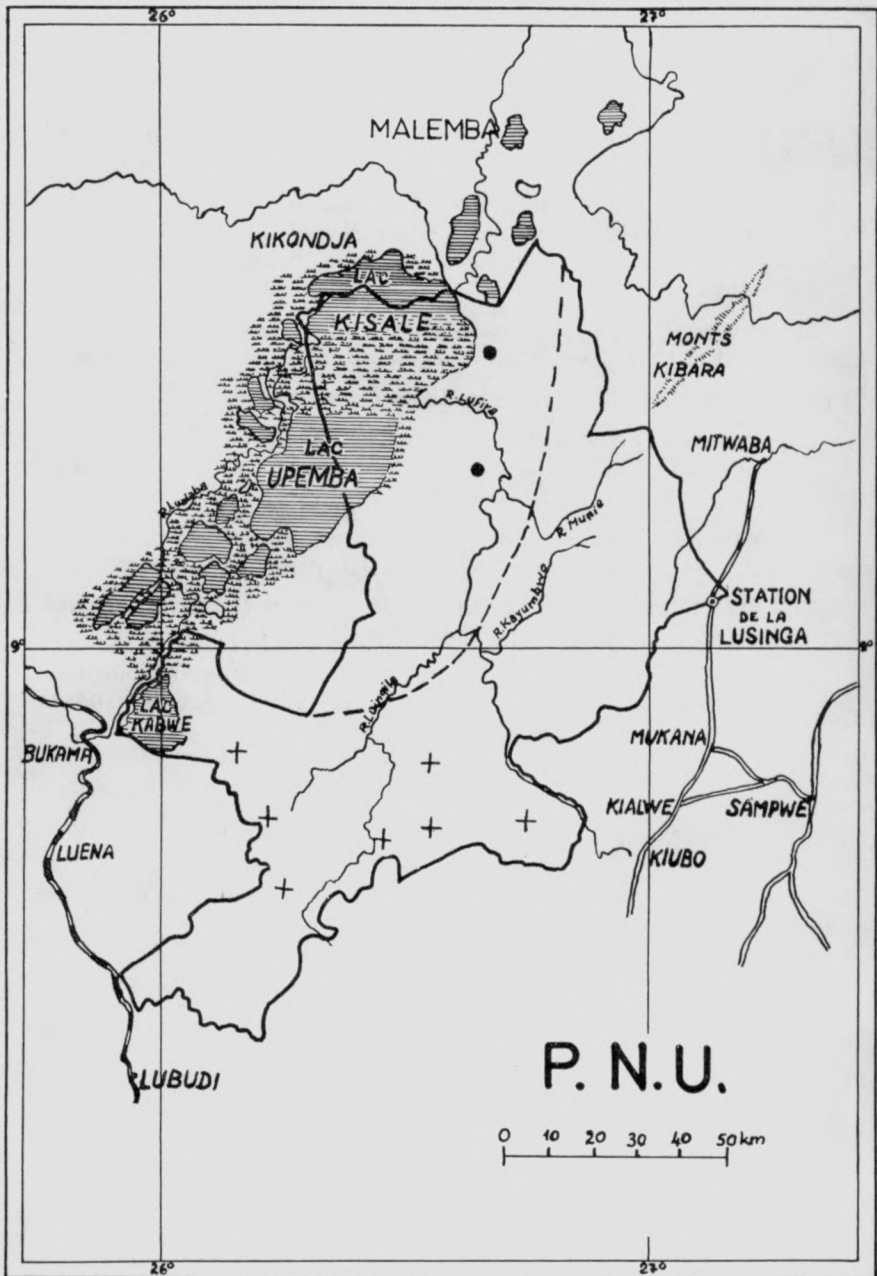 26°
27°
MALEMBA
KIKONDJA
LAC
KISALE
MONTS
KIBARA
R. Lufira
MITWABA
LAC
UPEMBA
R. Lualaba
R. Munie
R. Kayumbwe
STATION
DE LA
LUSINGA
9°
9°
R. Dingila
LAC
KABWE
BUKAMA
MUKANA
KIALWE
SAMPWE
LUENA
KIUBO
P. N. U.
LUBUDI
0 10 20 30 40 50 km
26°
27°